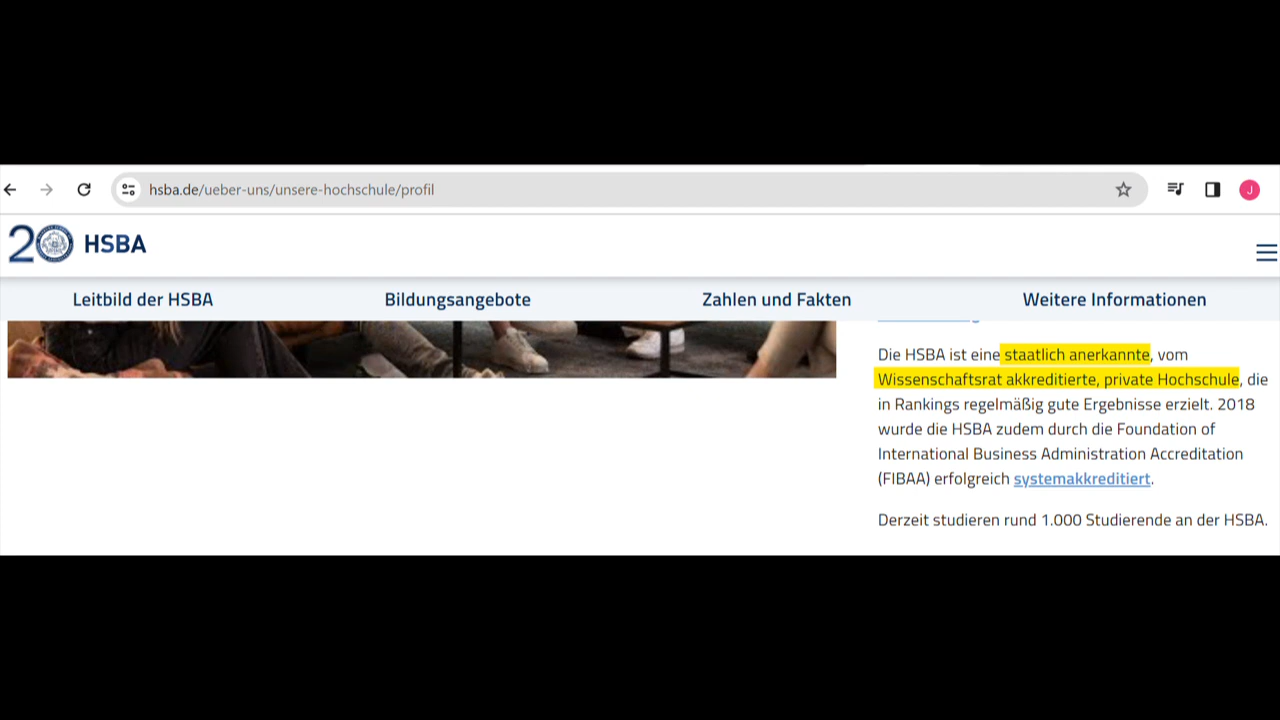 hsba.de/ueber-uns/unsere-hochschule/profil
J
20 HSBA
Leitbild der HSBA Bildungsangebote Zahlen und Fakten Weitere Informationen
Die HSBA ist eine staatlich anerkannte, vom
Wissenschaftsrat akkreditierte, private Hochschule, die
in Rankings regelmäßig gute Ergebnisse erzielt. 2018
wurde die HSBA zudem durch die Foundation of
International Business Administration Accreditation
(FIBAA) erfolgreich systemakkreditiert.
Derzeit studieren rund 1.000 Studierende an der HSBA.